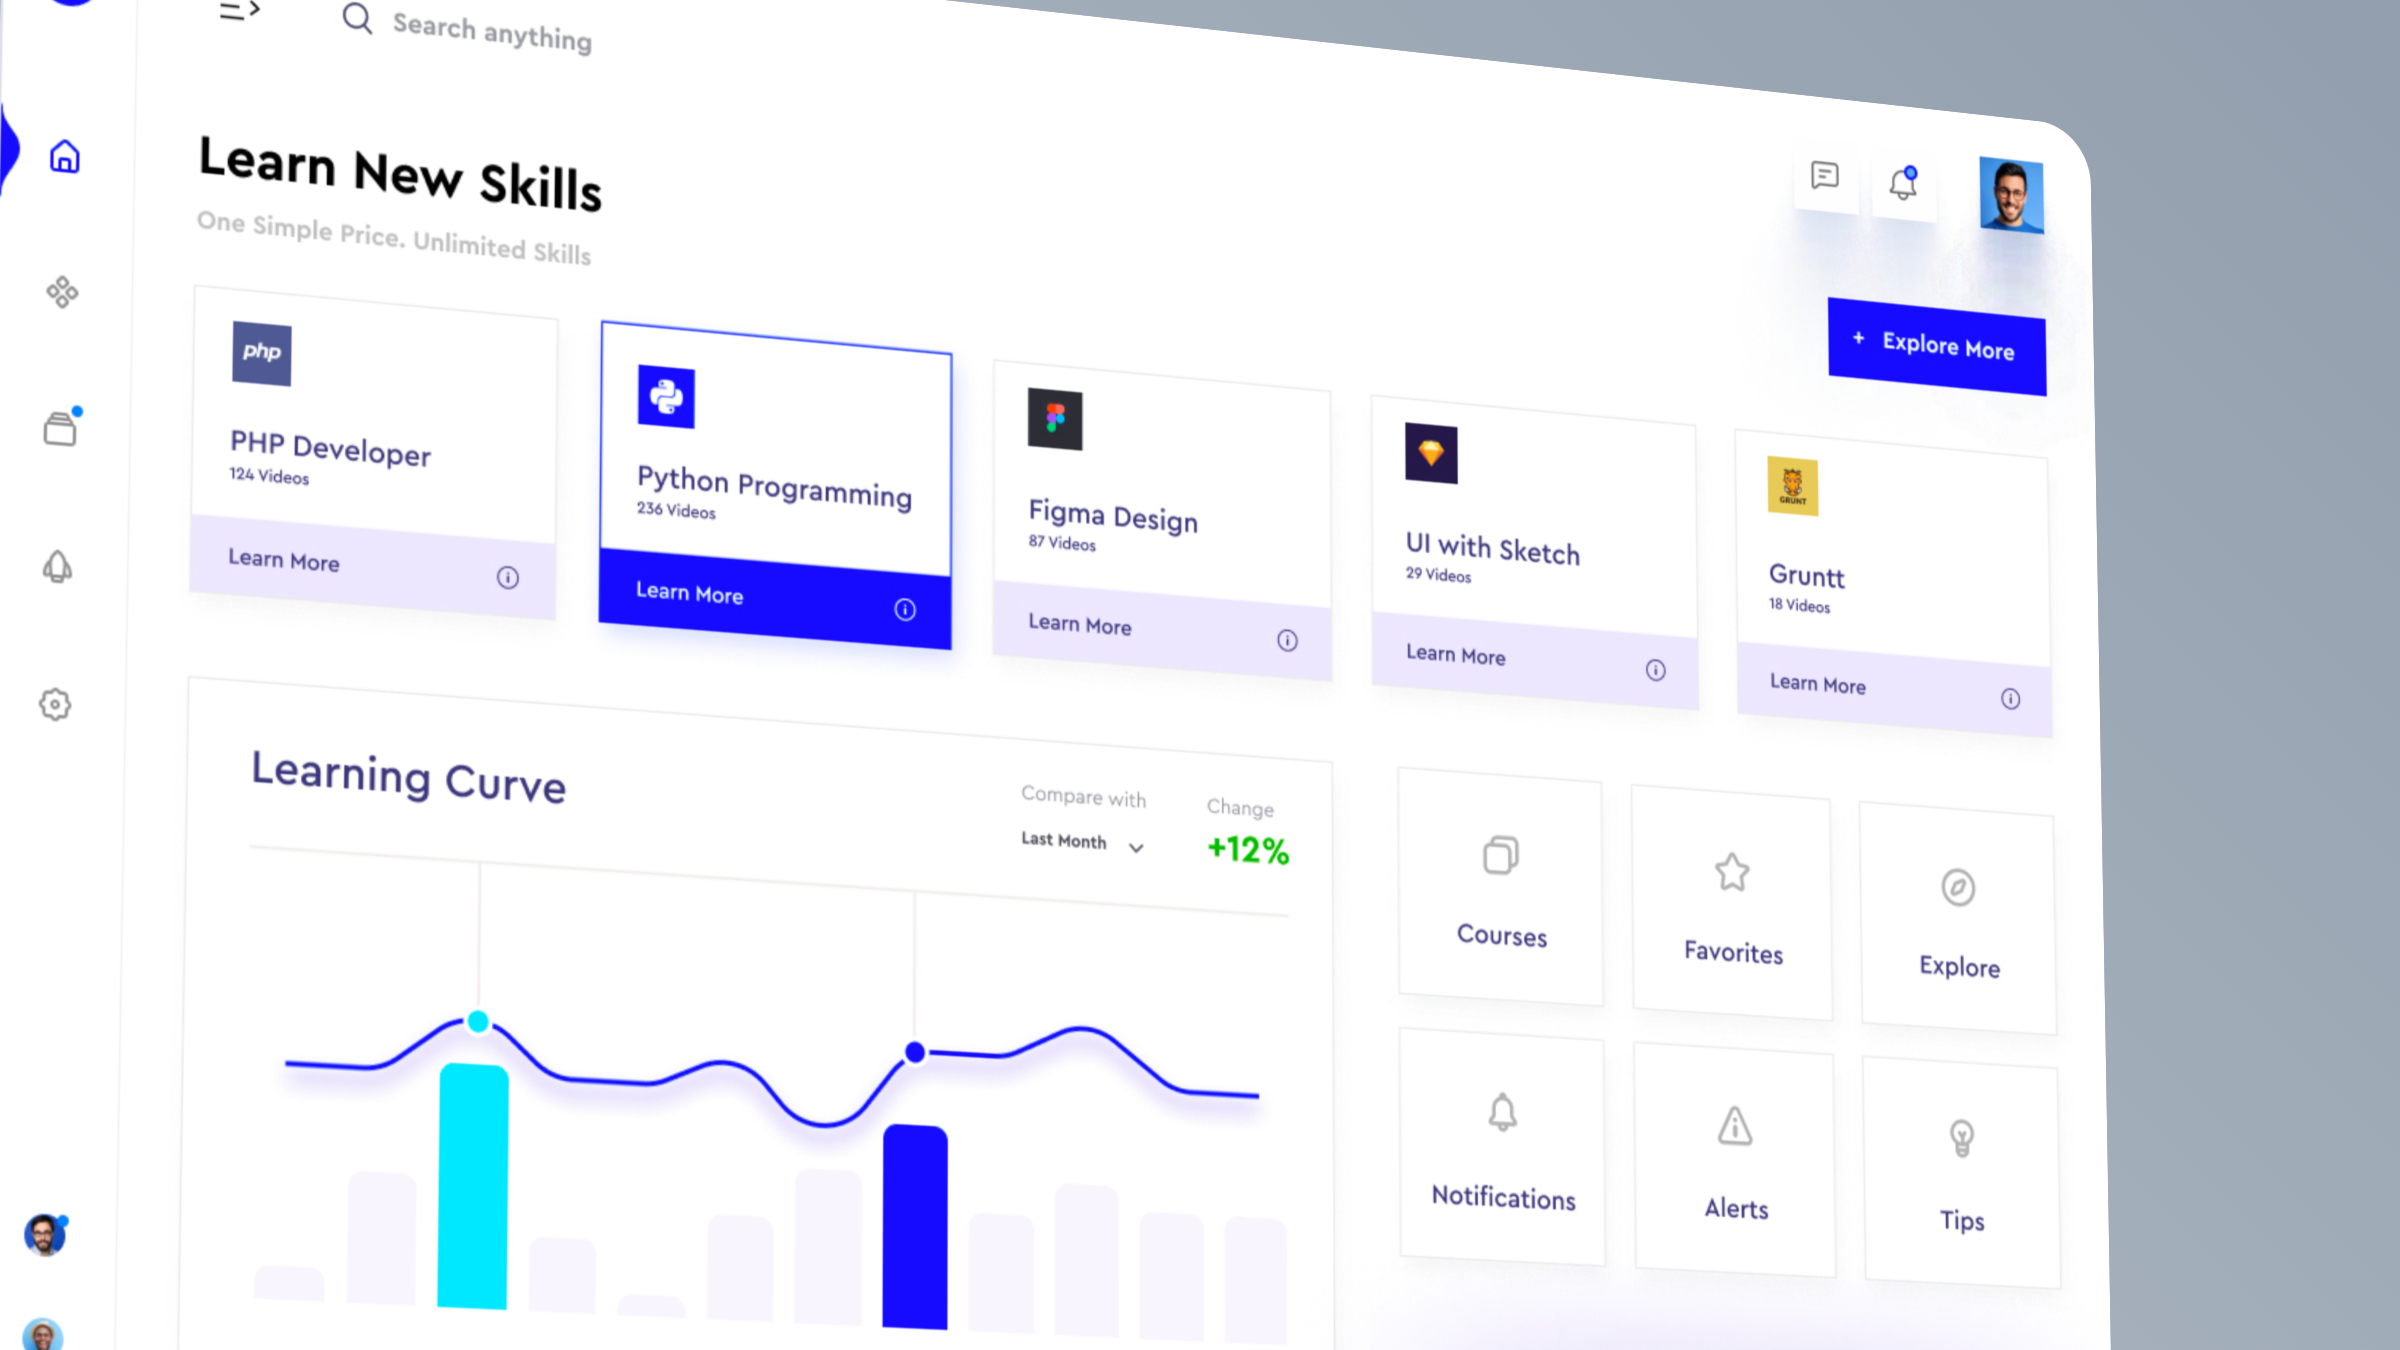 Search anything
Learn New Skills
One Simple Price. Unlimited Skills
+ Explore More
php
PHP Developer
124 Videos
Learn More
Python Programming
236 Videos
Learn More
Figma Design
87 Videos
Learn More
UI with Sketch
29 Videos
Learn More
GRUNT
Gruntt
18 Videos
Learn More
Learning Curve
Compare with
Last Month
Change
+12%
Courses
Favorites
Explore
Notifications
Alerts
Tips